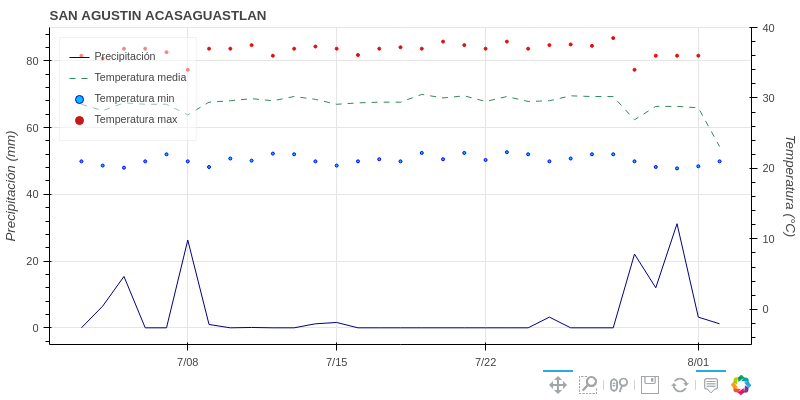 SAN AGUSTIN ACASAGUASTLAN
Precipitación
Temperatura media
Temperatura min
Temperatura max
80
60
40
20
0
Precipitación (mm)
40
30
20
10
0
Temperatura (°C)
7/08
7/15
7/22
8/01